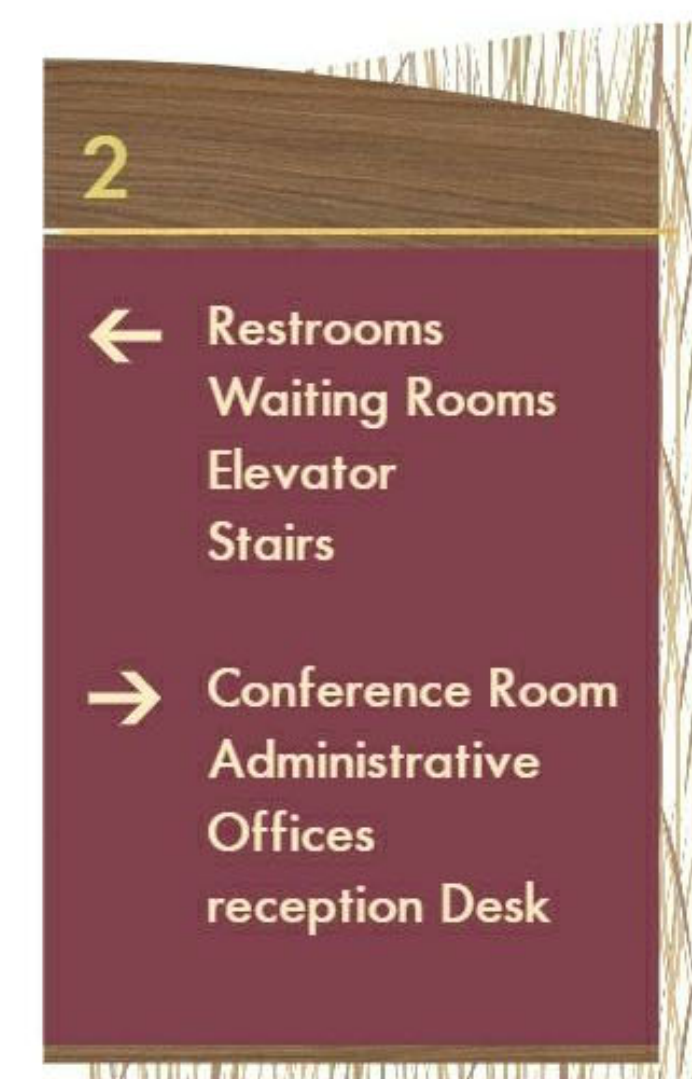 2
← Restrooms
Waiting Rooms
Elevator
Stairs
→ Conference Room
Administrative
Offices
reception Desk